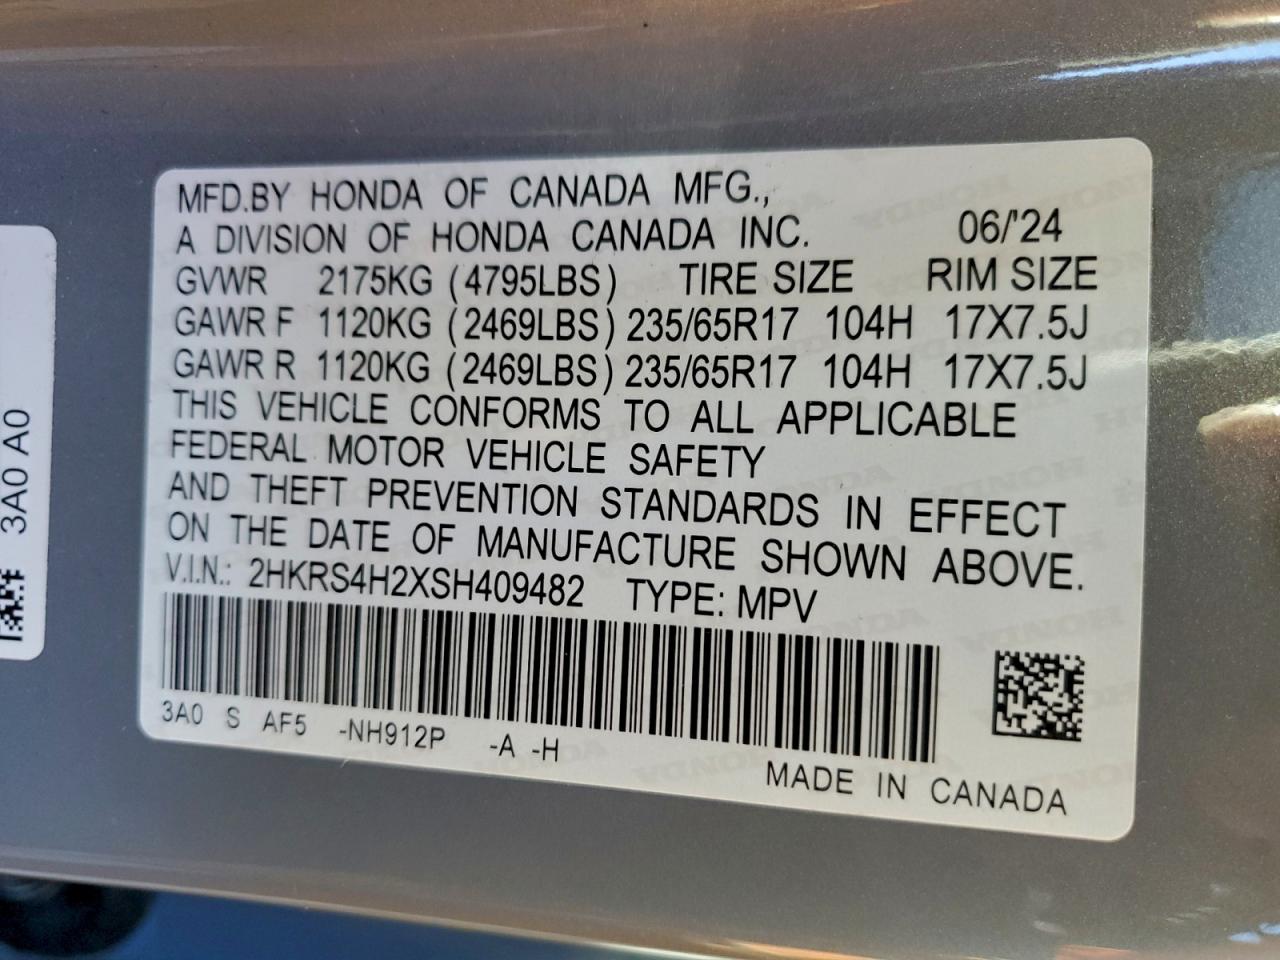 MFD.BY HONDA OF CANADA MFG.,
A DIVISION OF HONDA CANADA INC. 06/'24
GVWR 2175KG (4795LBS) TIRE SIZE RIM SIZE
GAWR F 1120KG (2469LBS) 235/65R17 104H 17X7.5J
GAWR R 1120KG (2469LBS) 235/65R17 104H 17X7.5J
THIS VEHICLE CONFORMS TO ALL APPLICABLE
FEDERAL MOTOR VEHICLE SAFETY
AND THEFT PREVENTION STANDARDS IN EFFECT
ON THE DATE OF MANUFACTURE SHOWN ABOVE.
V.I.N.: 2HKRS4H2XSH409482 TYPE: MPV
3A0 S AF5 -NH912P -A -H
MADE IN CANADA
3A0 A0